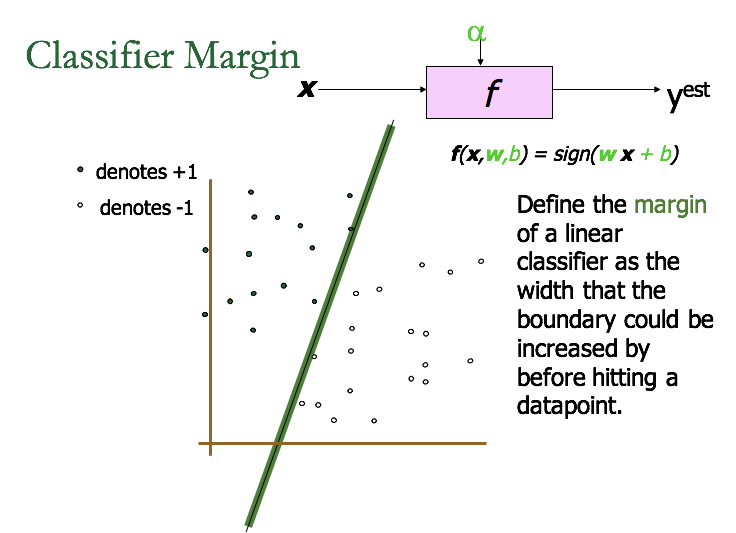 Classifier Margin
α
x
f
yest
f(x,w,b) = sign(w x + b)
denotes +1
denotes -1
Define the margin
of a linear
classifier as the
width that the
boundary could be
increased by
before hitting a
datapoint.